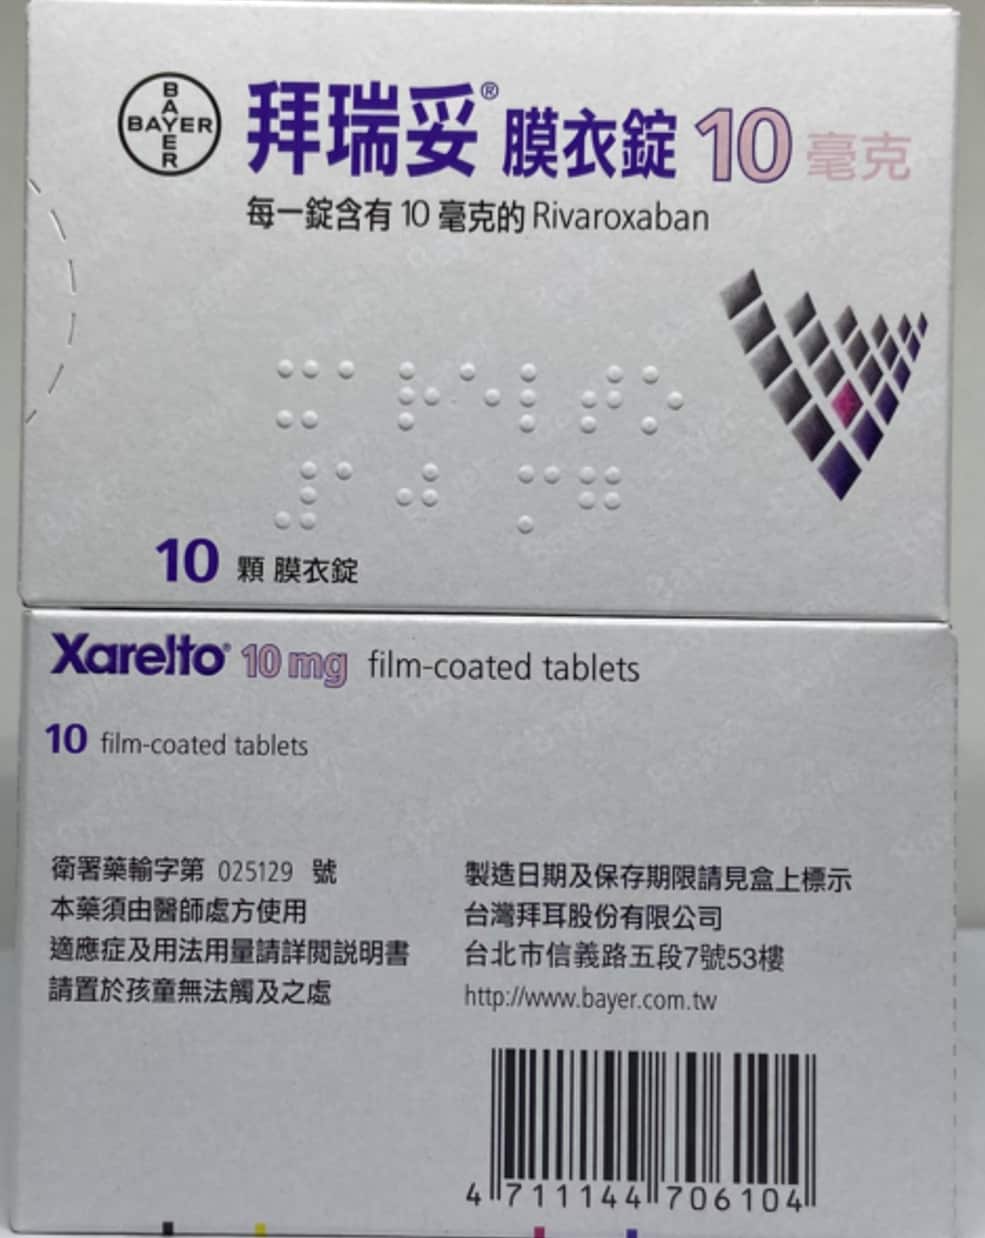 BAYER
BAYER
拜瑞妥® 膜衣錠 10 毫克
每一錠含有 10 毫克的 Rivaroxaban
10 顆 膜衣錠
Xarelto® 10 mg film-coated tablets
10 film-coated tablets
衛署藥輸字第 025129 號
本藥須由醫師處方使用
適應症及用法用量請詳閱説明書
請置於孩童無法觸及之處
製造日期及保存期限請見盒上標示
台灣拜耳股份有限公司
台北市信義路五段7號53樓
http://www.bayer.com.tw
4 711144 706104